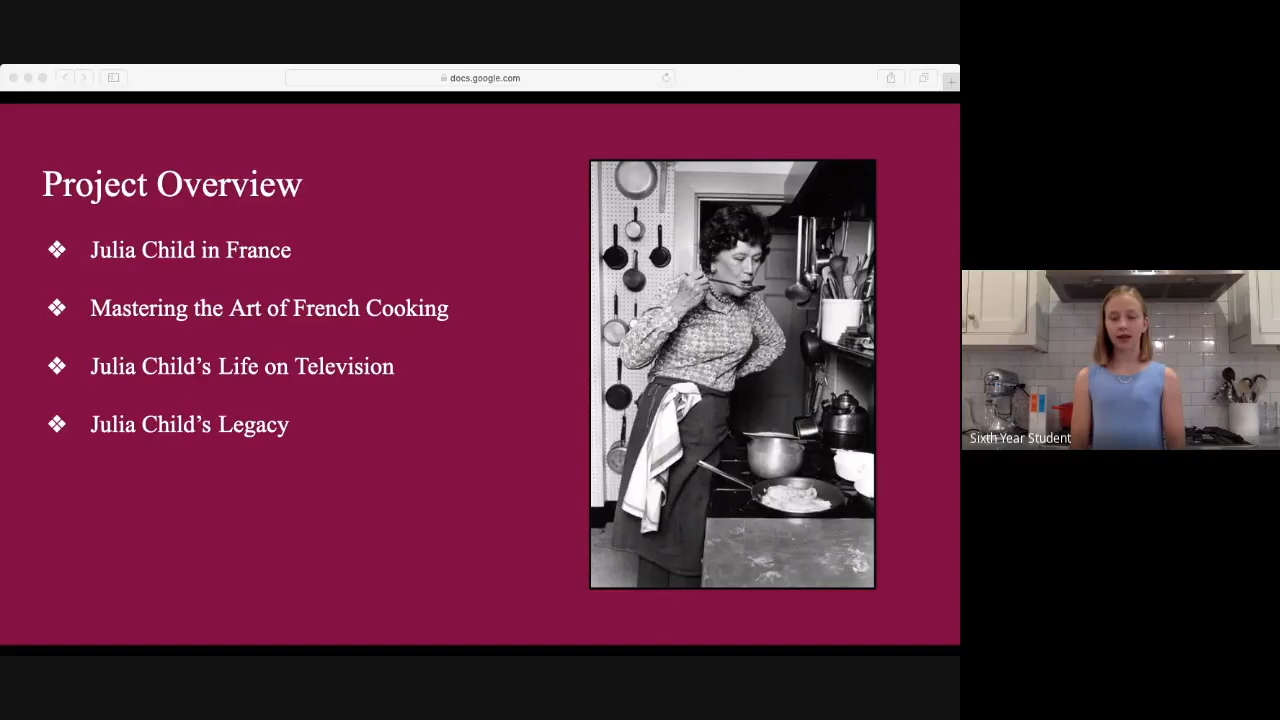 docs.google.com
Project Overview
❖ Julia Child in France
❖ Mastering the Art of French Cooking
❖ Julia Child’s Life on Television
❖ Julia Child’s Legacy
Sixth Year Student